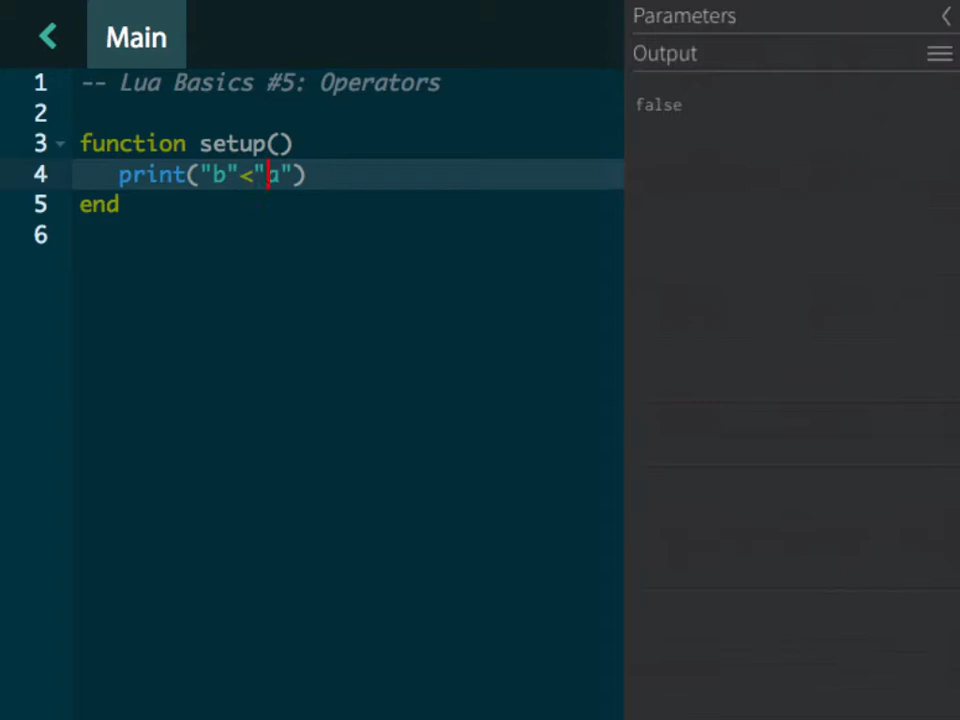 Main
Parameters
Output
1 -- Lua Basics #5: Operators
2
3 function setup()
4 print("b"<"a")
5 end
6
false